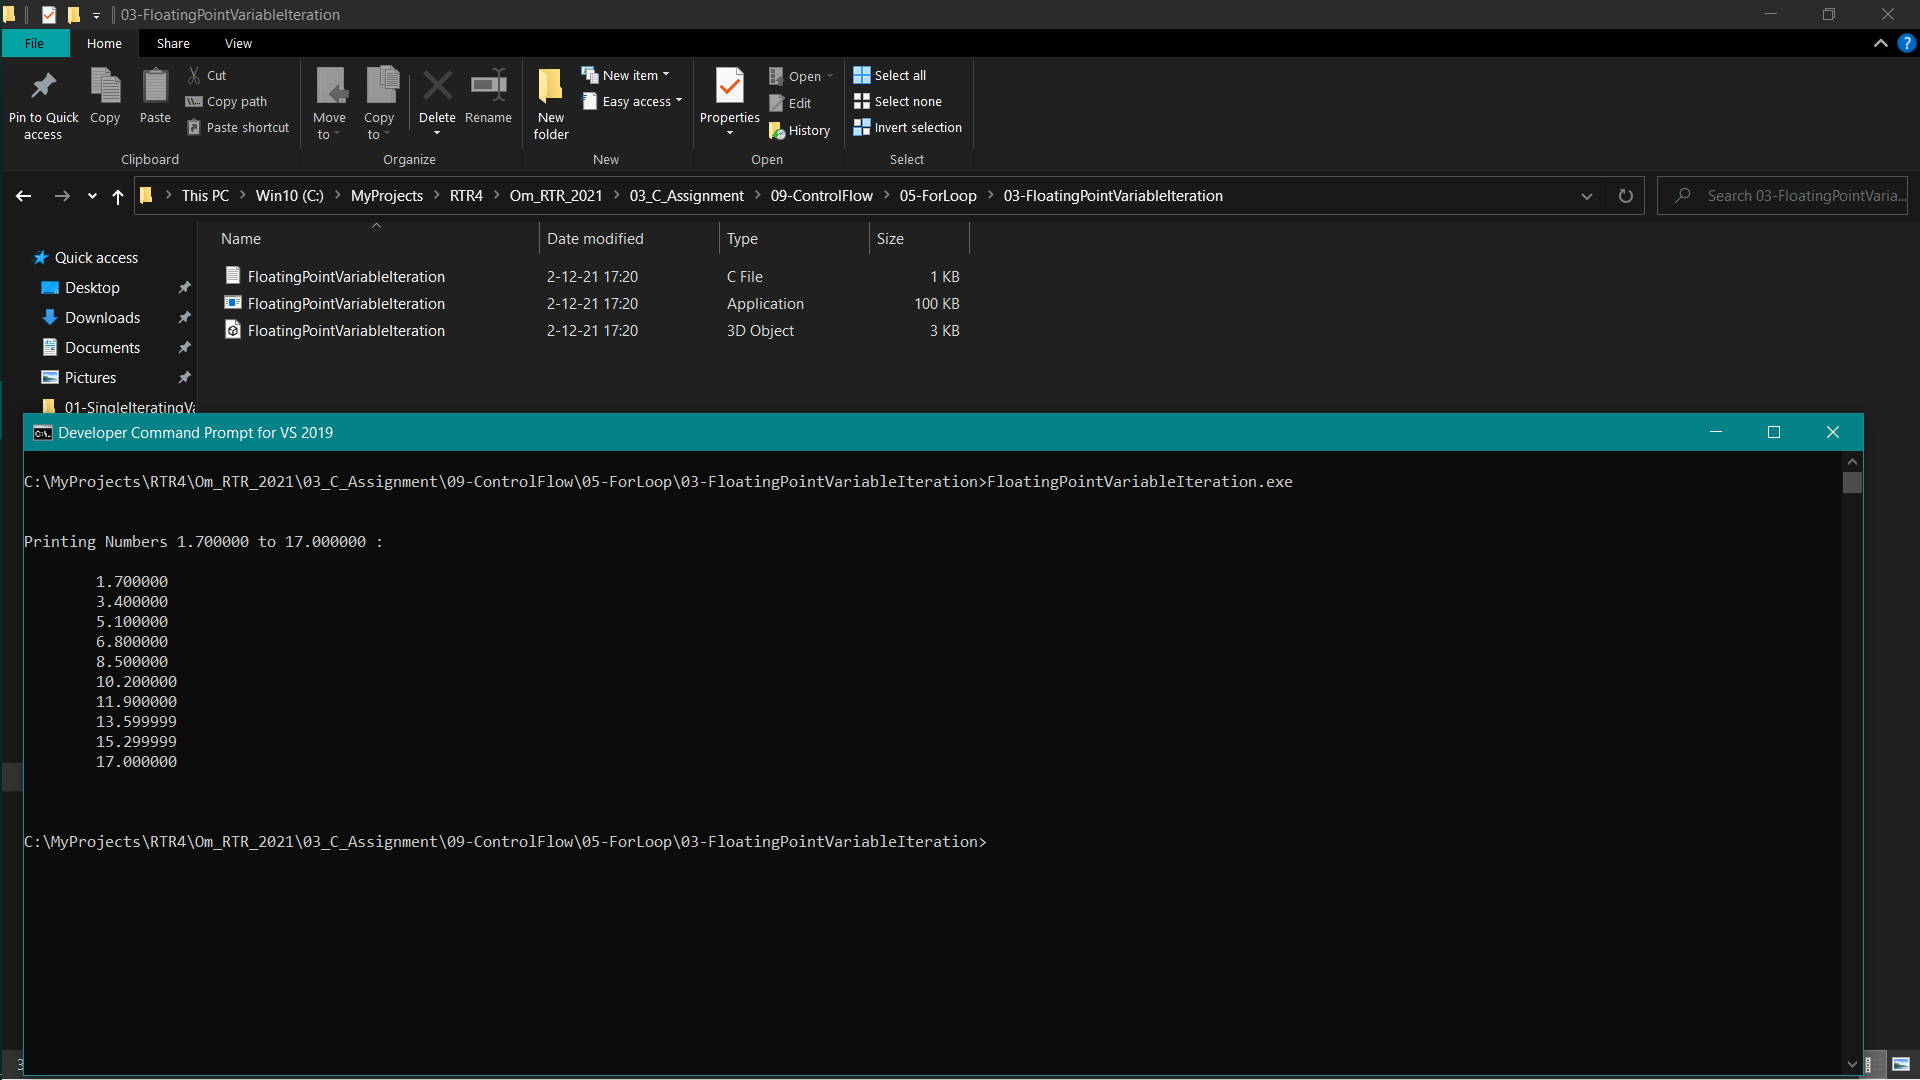 03-FloatingPointVariableIteration
File Home Share View
Pin to Quick access
Copy
Paste
Cut
Copy path
Paste shortcut
Clipboard
Move to
Copy to
Delete
Rename
Organize
New folder
New item
Easy access
New
Properties
Open
Edit
History
Open
Select all
Select none
Invert selection
Select
This PC Win10 (C:) MyProjects RTR4 Om_RTR_2021 03_C_Assignment 09-ControlFlow 05-ForLoop 03-FloatingPointVariableIteration
Search 03-FloatingPointVaria...
Name Date modified Type Size
FloatingPointVariableIteration 2-12-21 17:20 C File 1 KB
FloatingPointVariableIteration 2-12-21 17:20 Application 100 KB
FloatingPointVariableIteration 2-12-21 17:20 3D Object 3 KB
Quick access
Desktop
Downloads
Documents
Pictures
01-SingleIteratingVa
Developer Command Prompt for VS 2019
C:\MyProjects\RTR4\Om_RTR_2021\03_C_Assignment\09-ControlFlow\05-ForLoop\03-FloatingPointVariableIteration>FloatingPointVariableIteration.exe
Printing Numbers 1.700000 to 17.000000 :
1.700000
3.400000
5.100000
6.800000
8.500000
10.200000
11.900000
13.599999
15.299999
17.000000
C:\MyProjects\RTR4\Om_RTR_2021\03_C_Assignment\09-ControlFlow\05-ForLoop\03-FloatingPointVariableIteration>
3